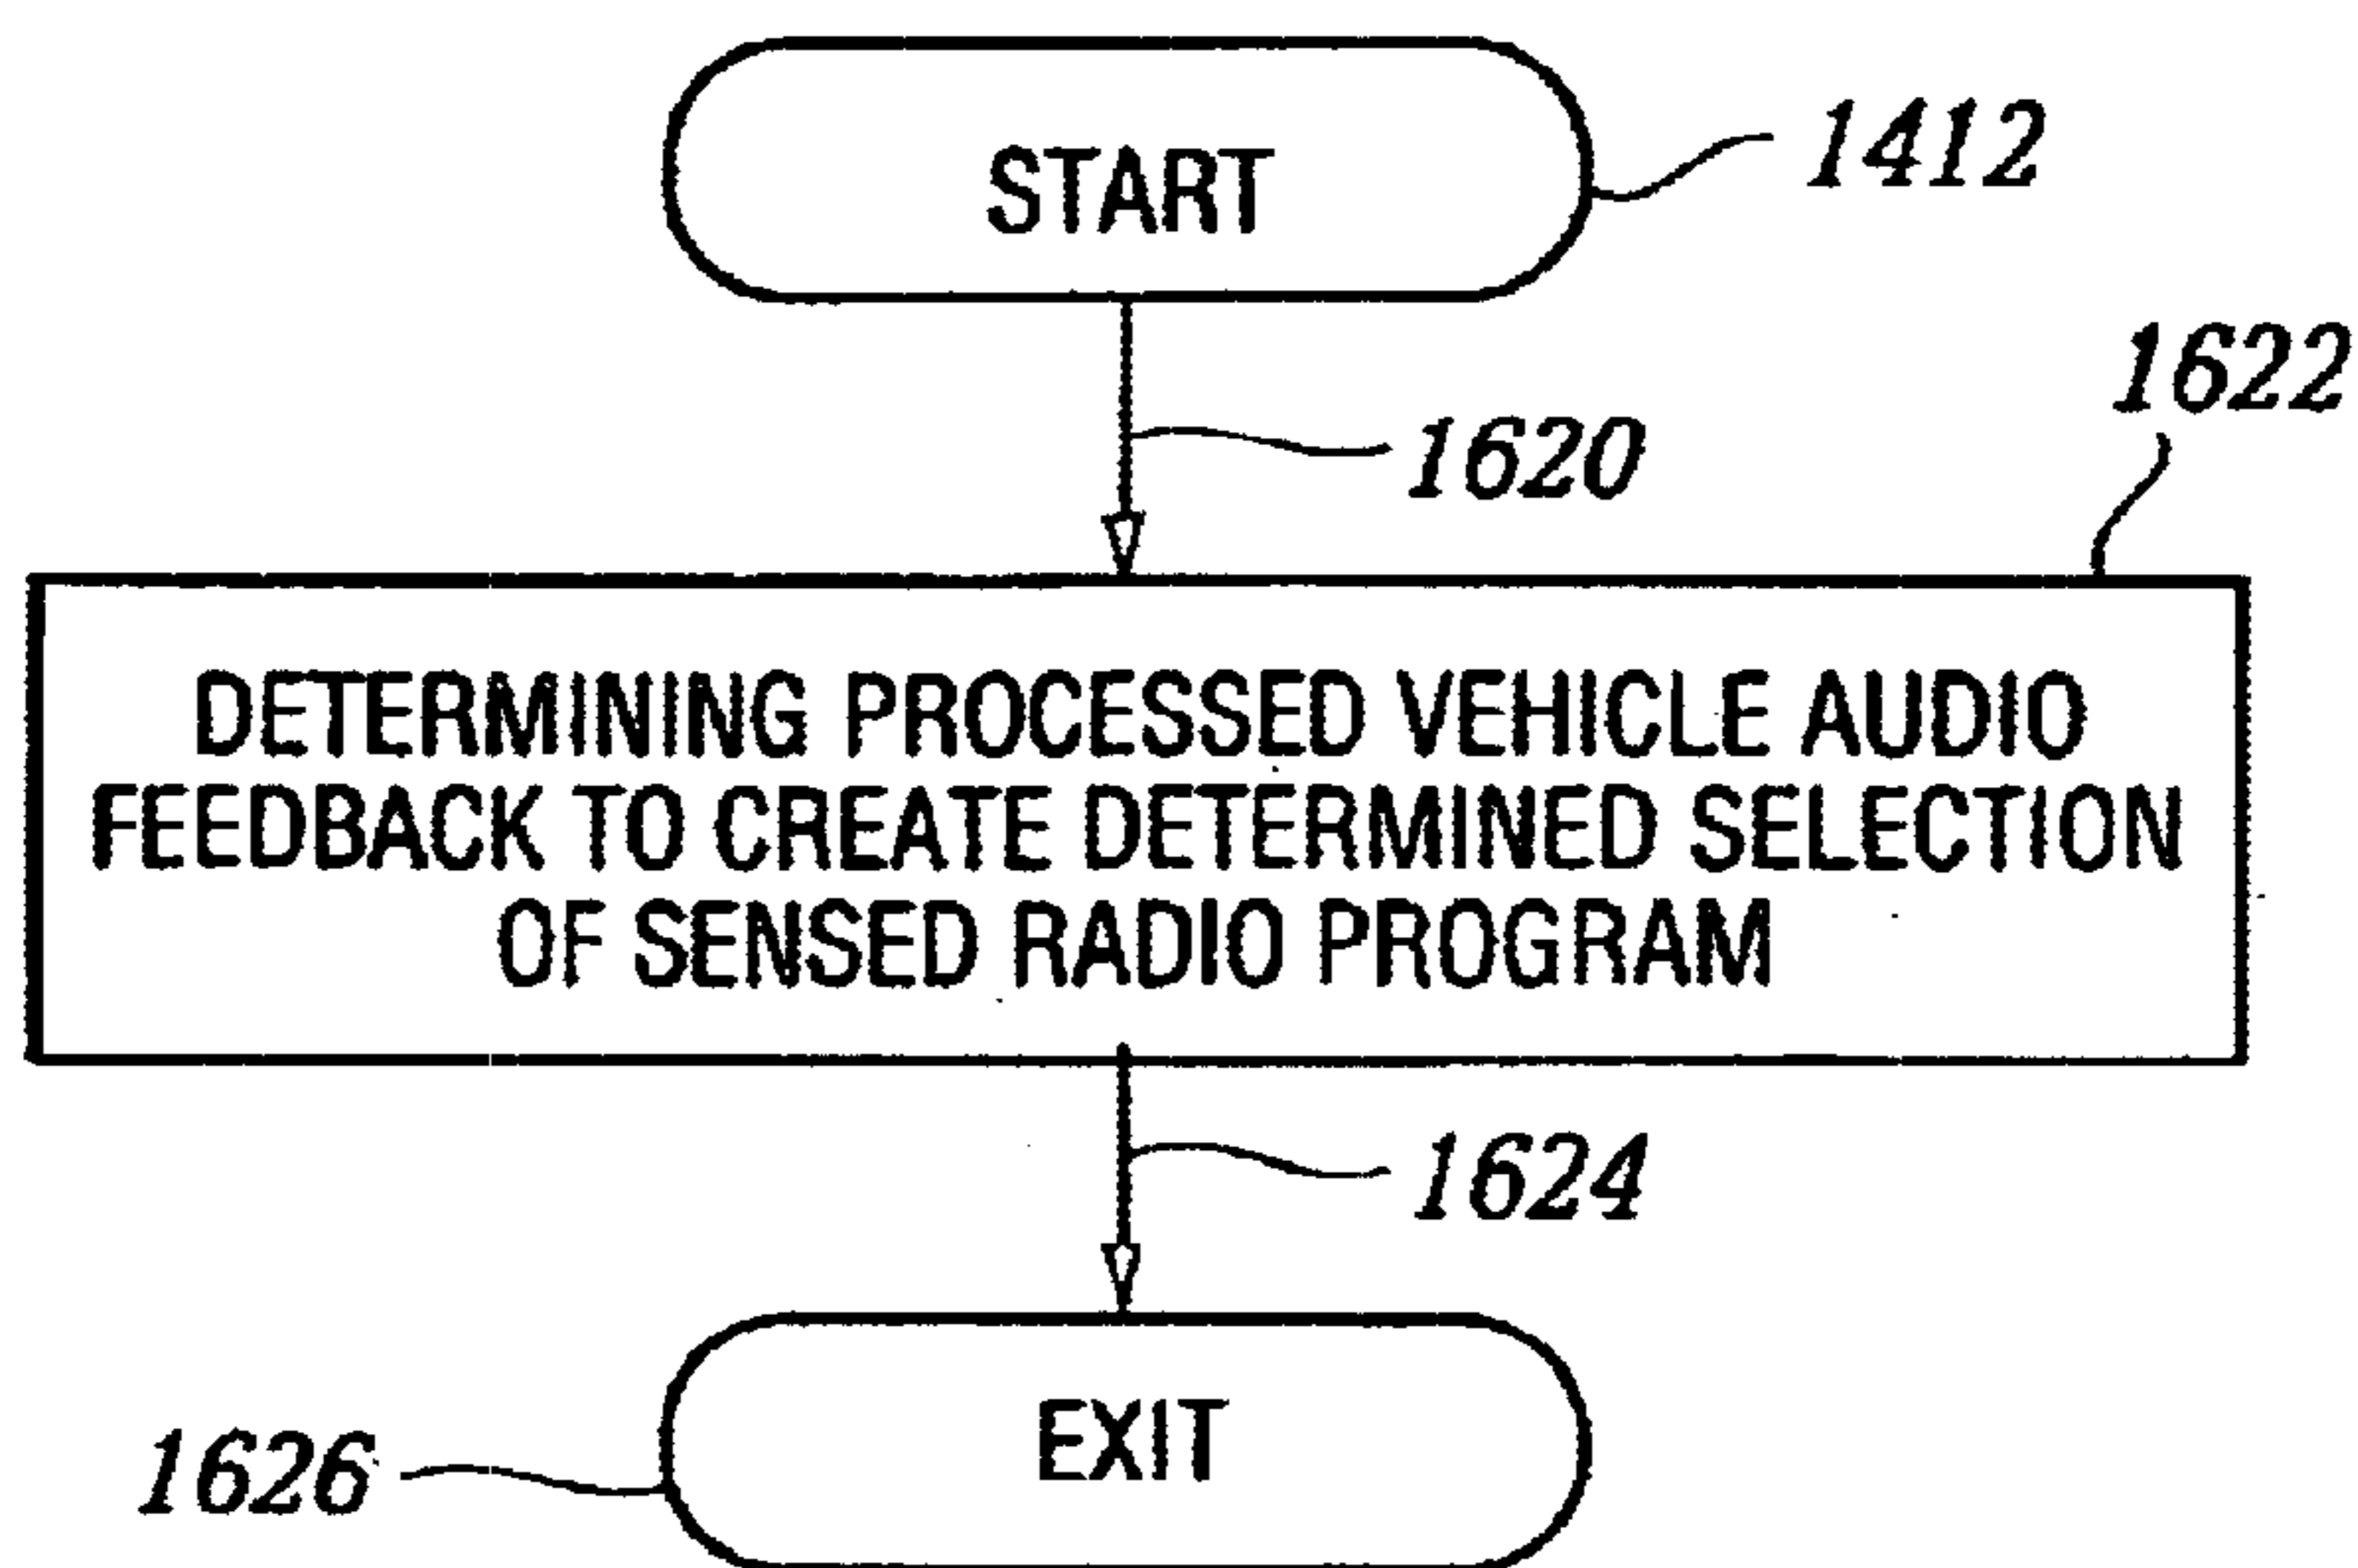 START
1412
1622
1620
DETERMINING PROCESSED VEHICLE AUDIO
FEEDBACK TO CREATE DETERMINED SELECTION
OF SENSED RADIO PROGRAM
1624
EXIT
1626